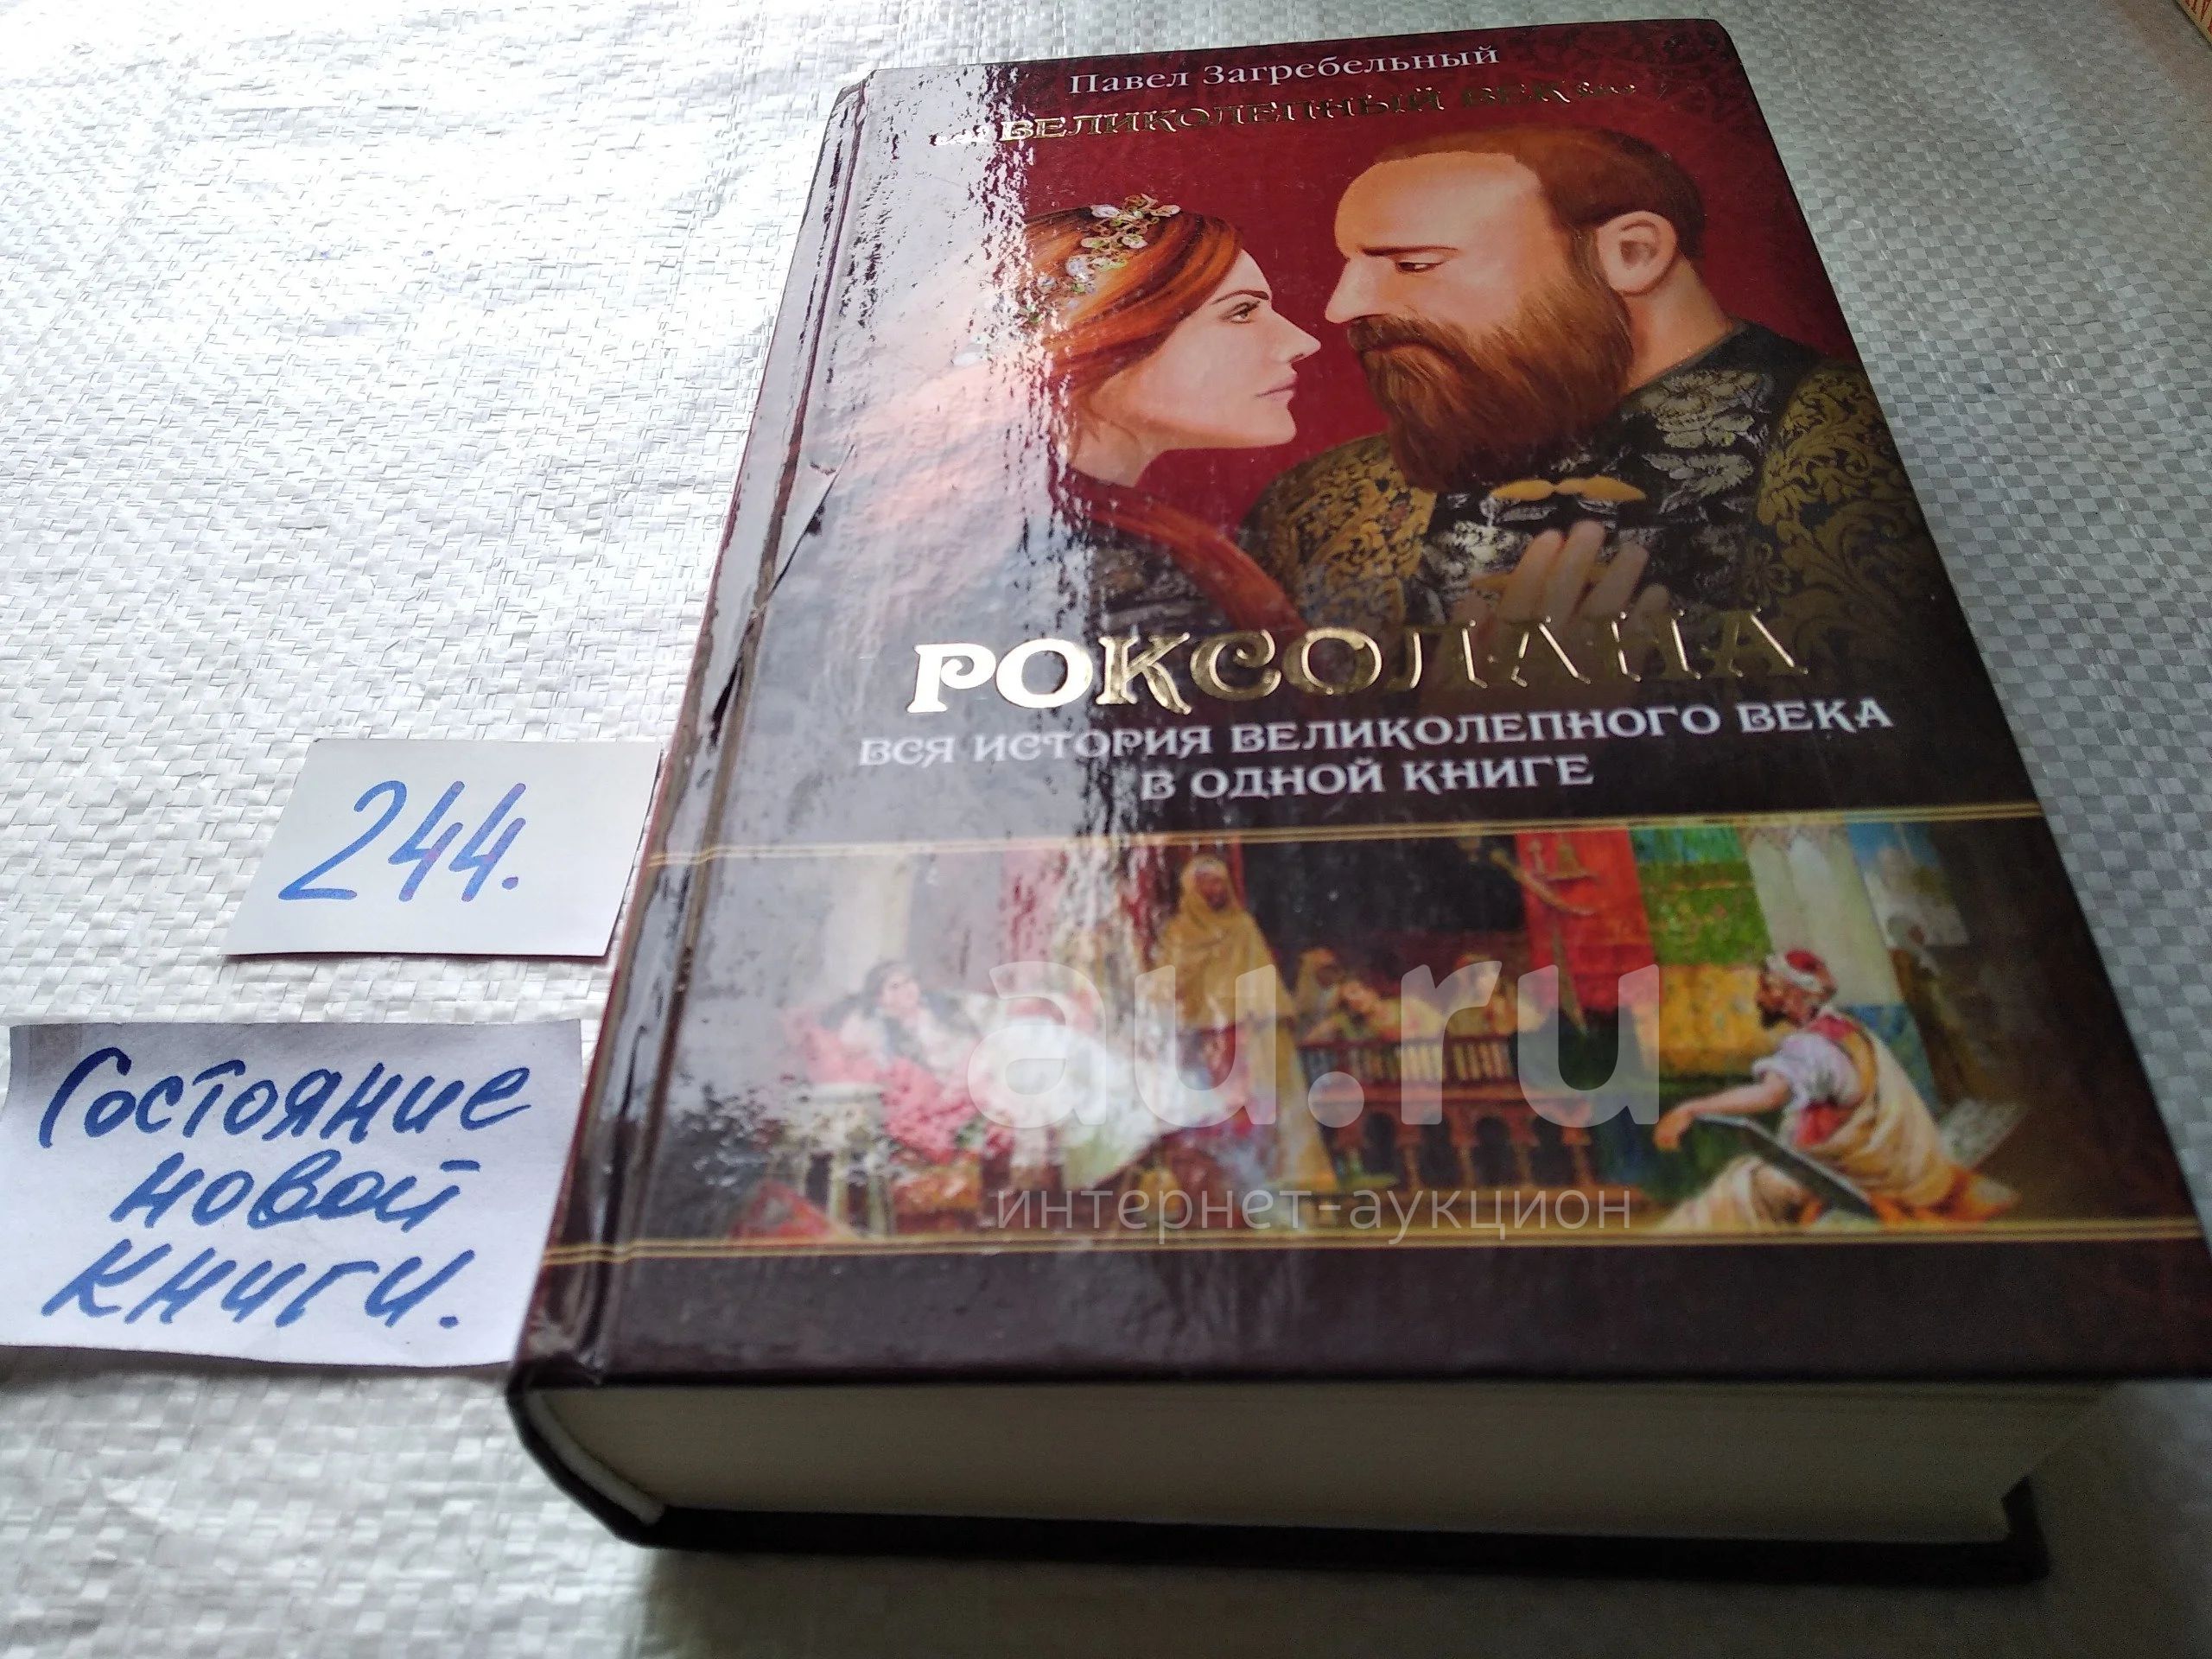 Павел Загребельный
ВЕЛИКОЛЕПНЫЙ ВЕК
РОКСОЛАНА
ВСЯ ИСТОРИЯ ВЕЛИКОЛЕПНОГО ВЕКА
В ОДНОЙ КНИГЕ
244.
Состояние
новой
книги.
au.ru
интернет-аукцион